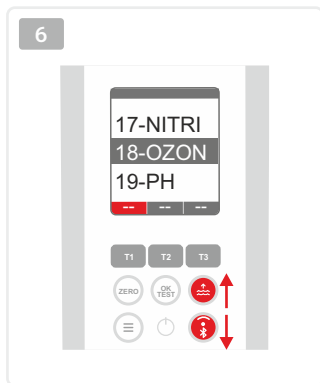 6
17-NITRI
18-OZON
19-PH
-- -- --
T1 T2 T3
ZERO
OK
TEST